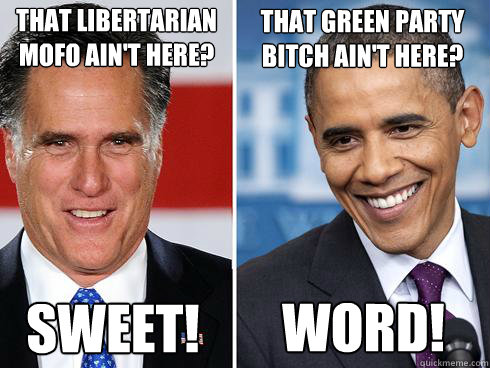 THAT LIBERTARIAN
MOFO AIN'T HERE?
SWEET!
THAT GREEN PARTY
BITCH AIN'T HERE?
WORD!
quickmeme.com